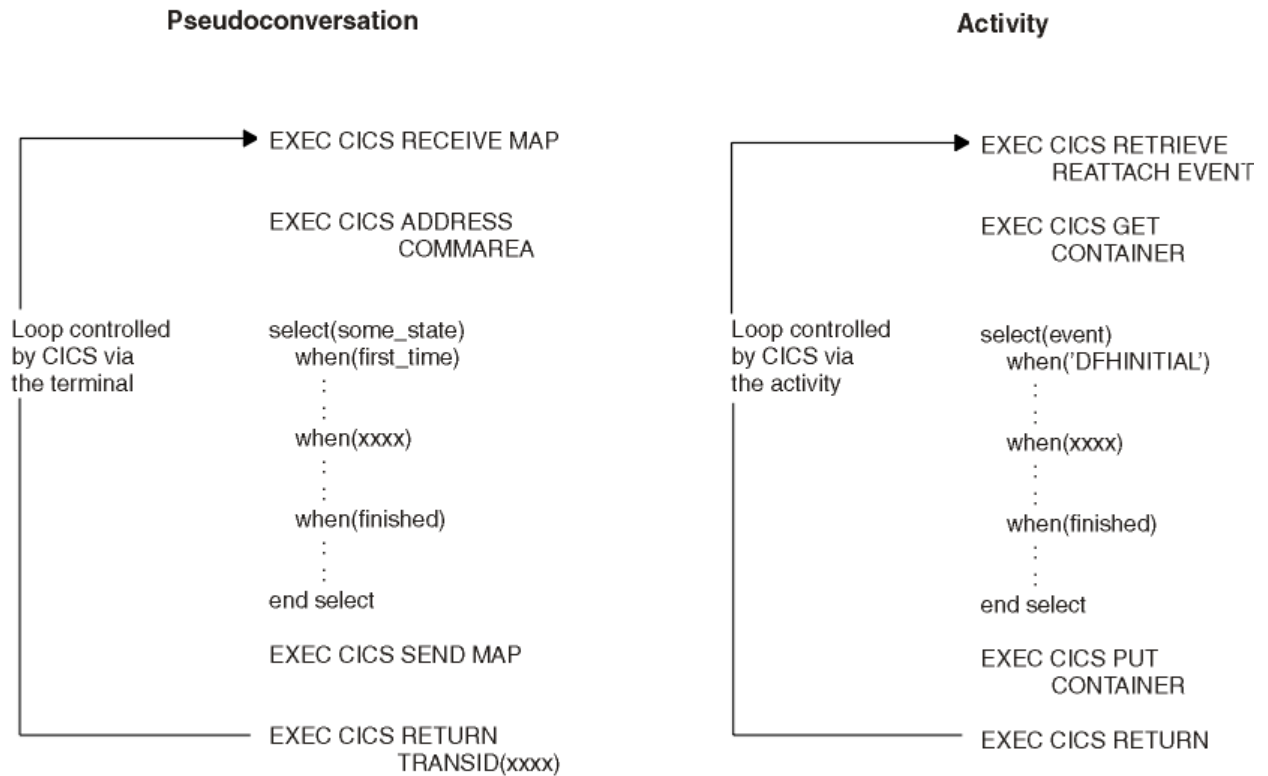 Pseudoconversation
EXEC CICS RECEIVE MAP
EXEC CICS ADDRESS
COMMAREA
Loop controlled
by CICS via
the terminal
select(some_state)
when(first_time)
:
:
when(xxxx)
:
:
when(finished)
:
:
end select
EXEC CICS SEND MAP
EXEC CICS RETURN
TRANSID(xxxx)
Activity
EXEC CICS RETRIEVE
REATTACH EVENT
EXEC CICS GET
CONTAINER
Loop controlled
by CICS via
the activity
select(event)
when('DFHINITIAL')
:
:
when(xxxx)
:
:
when(finished)
:
:
end select
EXEC CICS PUT
CONTAINER
EXEC CICS RETURN